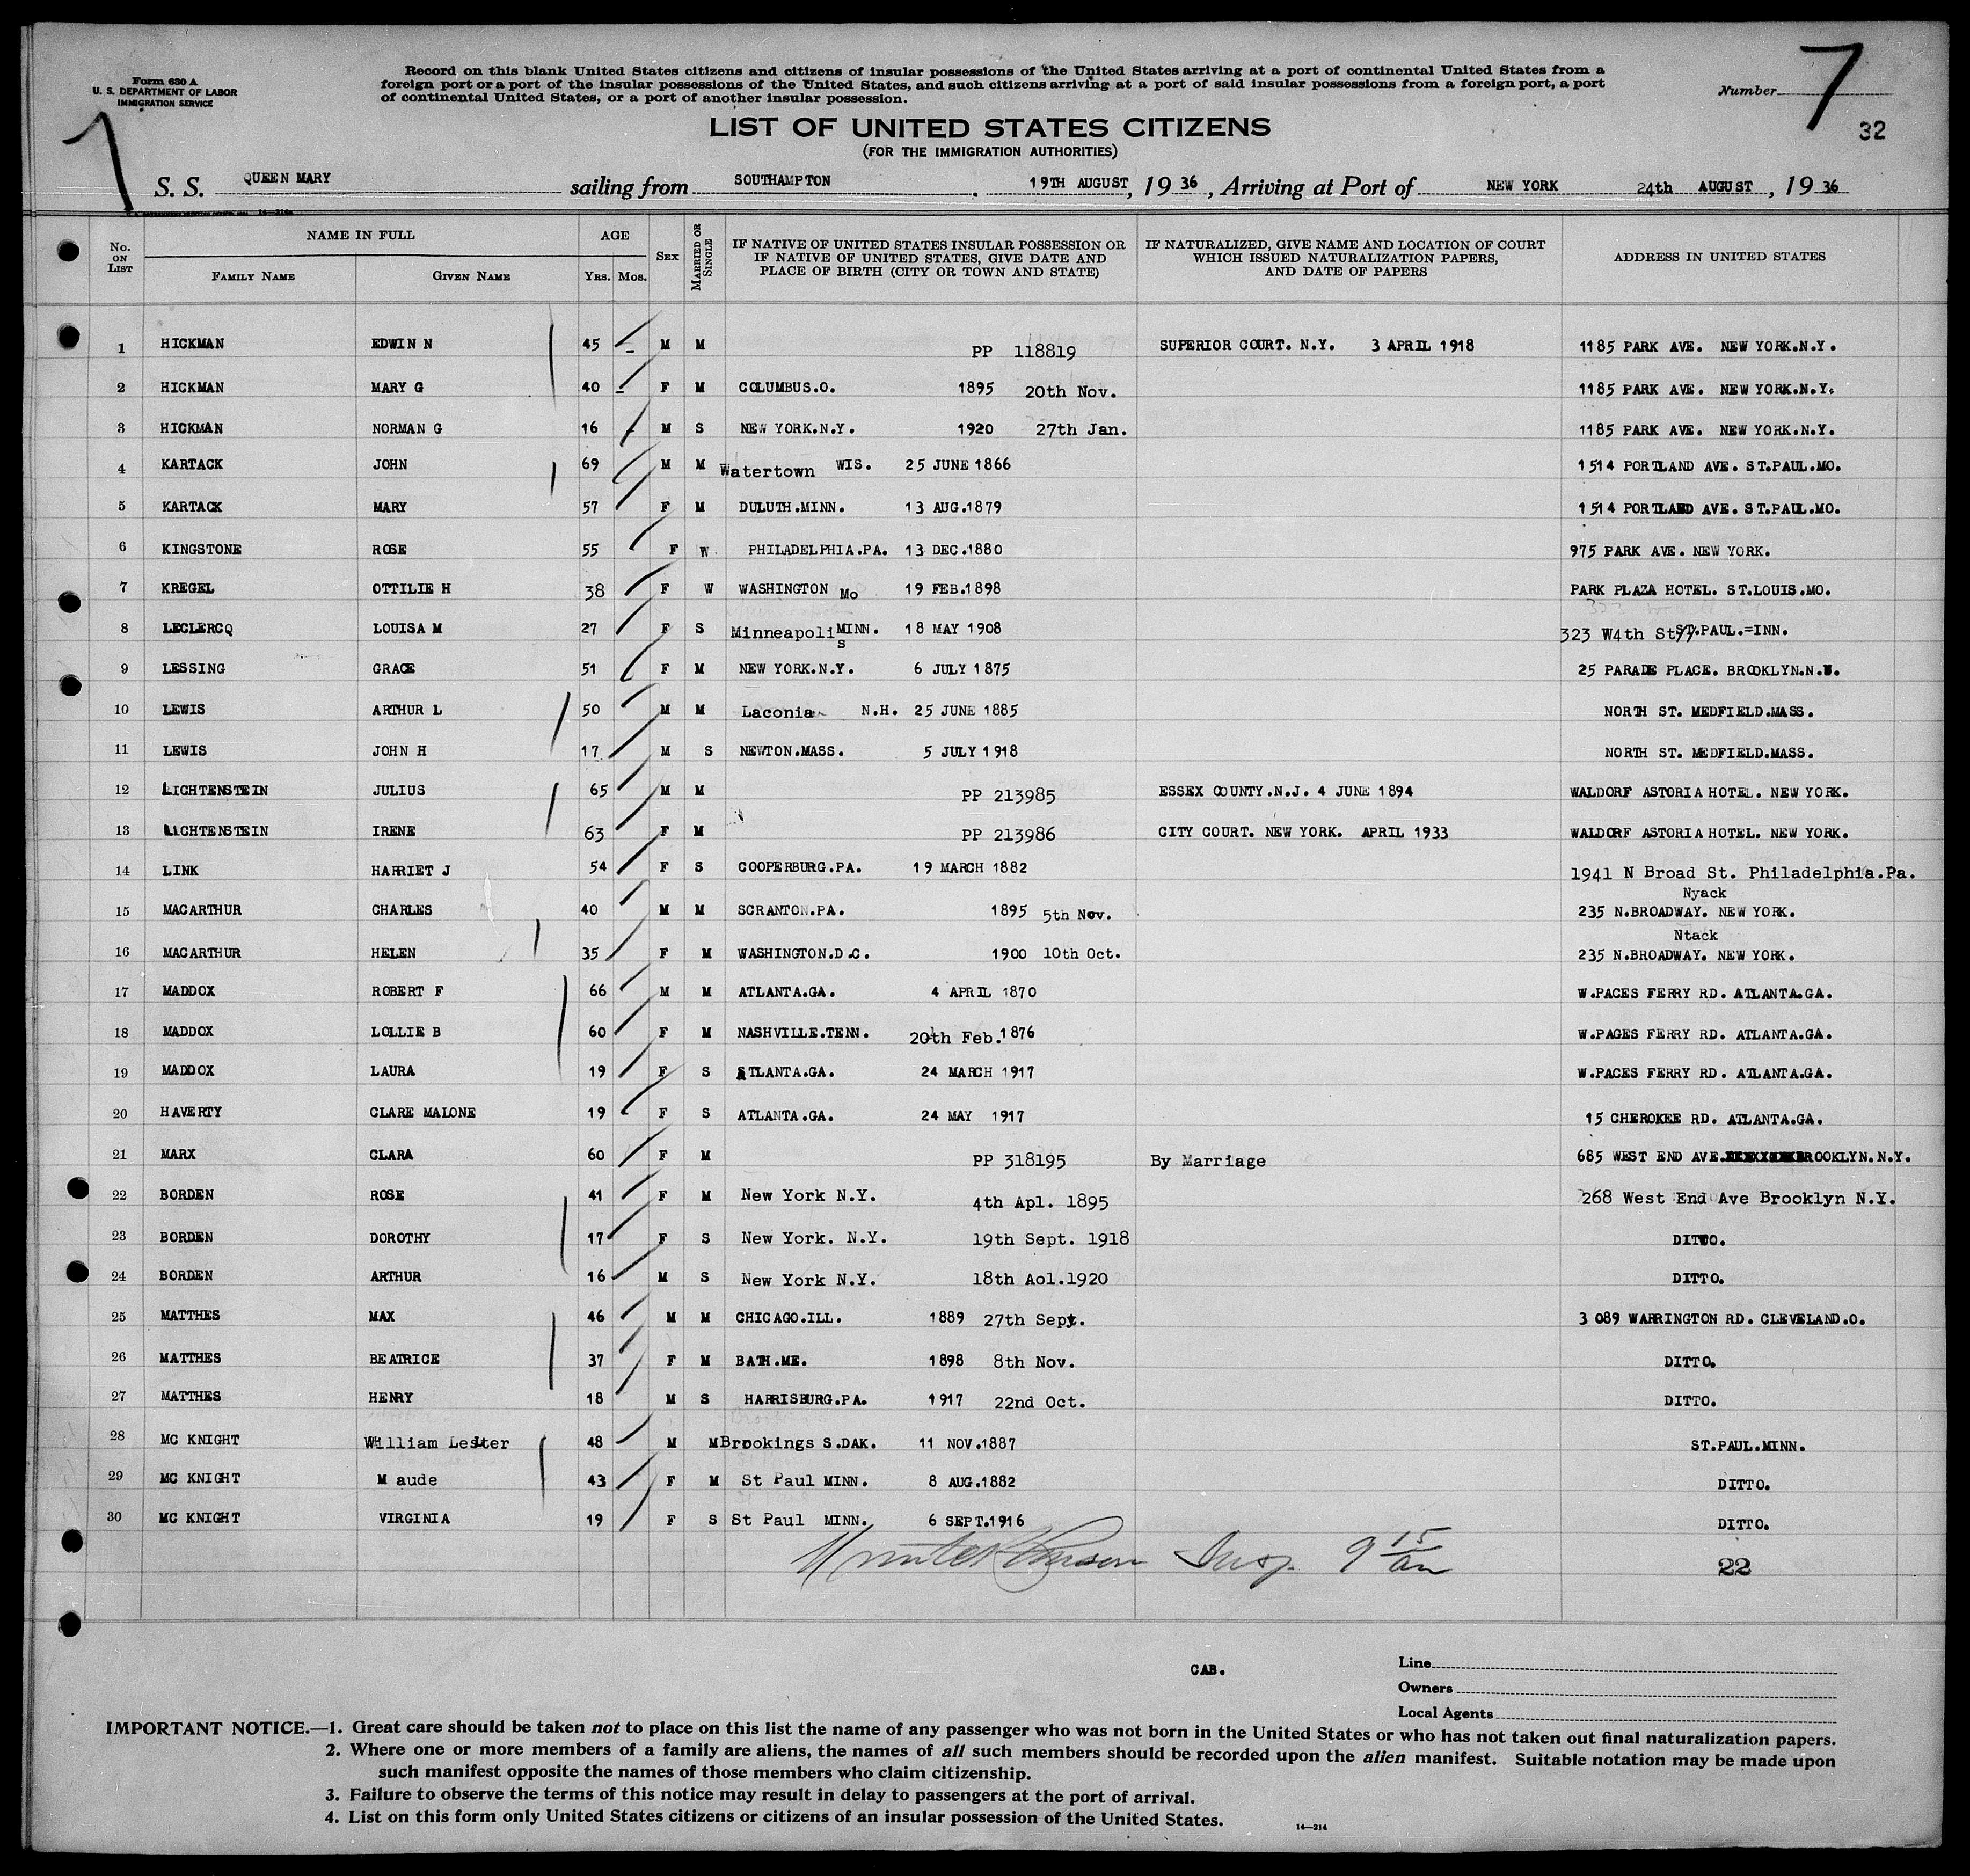 Form 630 A
U. S. DEPARTMENT OF LABOR
IMMIGRATION SERVICE
Record on this blank United States citizens and citizens of insular possessions of the United States arriving at a port of continental United States from a
foreign port or a port of the insular possessions of the United States, and such citizens arriving at a port of said insular possessions from a foreign port, a port
of continental United States, or a port of another insular possession.
Number 7
32
LIST OF UNITED STATES CITIZENS
(FOR THE IMMIGRATION AUTHORITIES)
S. S. QUEEN MARY sailing from SOUTHAMPTON, 19TH AUGUST, 1936, Arriving at Port of NEW YORK 24th AUGUST, 1936
No. ON LIST NAME IN FULL FAMILY NAME GIVEN NAME AGE YRS. MOS. SEX MARRIED OR SINGLE IF NATIVE OF UNITED STATES INSULAR POSSESSION OR IF NATIVE OF UNITED STATES, GIVE DATE AND PLACE OF BIRTH (CITY OR TOWN AND STATE) IF NATURALIZED, GIVE NAME AND LOCATION OF COURT WHICH ISSUED NATURALIZATION PAPERS, AND DATE OF PAPERS ADDRESS IN UNITED STATES
1 HICKMAN EDWIN N 45 - M M PP 118819 SUPERIOR COURT. N.Y. 3 APRIL 1918 1185 PARK AVE. NEW YORK.N.Y.
2 HICKMAN MARY G 40 - F M COLUMBUS.O. 1895 20th Nov. 1185 PARK AVE. NEW YORK.N.Y.
3 HICKMAN NORMAN G 16 - M S NEW YORK.N.Y. 1920 27th Jan. 1185 PARK AVE. NEW YORK.N.Y.
4 KARTACK JOHN 69 M M Watertown WIS. 25 JUNE 1866 1514 PORTLAND AVE. ST.PAUL.MO.
5 KARTACK MARY 57 F M DULUTH.MINN. 13 AUG.1879 1514 PORTLAND AVE. ST.PAUL.MO.
6 KINGSTONE ROSE 55 F W PHILADELPHIA.PA. 13 DEC.1880 975 PARK AVE. NEW YORK.
7 KREGEL OTTILIE H 38 F W WASHINGTON Mo 19 FEB.1898 PARK PLAZA HOTEL. ST.LOUIS.MO.
8 LECLERCQ LOUISA M 27 F S Minneapolis MINN. 18 MAY 1908 323 W4th St ST.PAUL.=INN.
9 LESSING GRACE 51 F M NEW YORK.N.Y. 6 JULY 1875 25 PARADE PLACE. BROOKLYN.N.
10 LEWIS ARTHUR L 50 M M Laconia N.H. 25 JUNE 1885 NORTH ST. MEDFIELD.MASS.
11 LEWIS JOHN H 17 M S NEWTON.MASS. 5 JULY 1918 NORTH ST. MEDFIELD.MASS.
12 LICHTENSTEIN JULIUS 65 M M PP 213985 ESSEX COUNTY.N.J. 4 JUNE 1894 WALDORF ASTORIA HOTEL. NEW YORK.
13 LICHTENSTEIN IRENE 63 F M PP 213986 CITY COURT. NEW YORK. APRIL 1933 WALDORF ASTORIA HOTEL. NEW YORK.
14 LINK HARRIET J 54 F S COOPERBURG.PA. 19 MARCH 1882 1941 N Broad St. Philadelphia.Pa.
15 MACARTHUR CHARLES 40 M M SCRANTON.PA. 1895 5th Nov. 235 N.BROADWAY. Nyack NEW YORK.
16 MACARTHUR HELEN 35 F M WASHINGTON.D.C. 1900 10th Oct. 235 N.BROADWAY. Ntack NEW YORK.
17 MADDOX ROBERT F 66 M M ATLANTA.GA. 4 APRIL 1870 W.PACES FERRY RD. ATLANTA.GA.
18 MADDOX LOLLIE B 60 F M NASHVILLE.TENN. 20th Feb. 1876 W.PAGES FERRY RD. ATLANTA.GA.
19 MADDOX LAURA 19 F S ATLANTA.GA. 24 MARCH 1917 W.PACES FERRY RD. ATLANTA.GA.
20 HAVERTY CLARE MALONE 19 F S ATLANTA.GA. 24 MAY 1917 15 CHEROKEE RD. ATLANTA.GA.
21 MARX CLARA 60 F M PP 318195 By Marriage 685 WEST END AVE. BROOKLYN.N.Y.
22 BORDEN ROSE 41 F M New York N.Y. 4th Apl. 1895 268 West End Ave Brooklyn N.Y.
23 BORDEN DOROTHY 17 F S New York. N.Y. 19th Sept. 1918 DITTO.
24 BORDEN ARTHUR 16 M S New York N.Y. 18th Aol.1920 DITTO.
25 MATTHES MAX 46 M M CHICAGO.ILL. 1889 27th Sept. 3089 WARRINGTON RD. CLEVELAND.O.
26 MATTHES BEATRICE 37 F M BATH.ME. 1898 8th Nov. DITTO.
27 MATTHES HENRY 18 M S HARRISBURG.PA. 1917 22nd Oct. DITTO.
28 MC KNIGHT William Lester 48 M M Brookings S.DAK. 11 NOV.1887 ST.PAUL.MINN.
29 MC KNIGHT Maude 43 F M St Paul MINN. 8 AUG.1882 DITTO.
30 MC KNIGHT VIRGINIA 19 F S St Paul MINN. 6 SEPT.1916 DITTO.
Insp. 9 15 am
22
CAB.
Line
Owners
Local Agents
IMPORTANT NOTICE.—1. Great care should be taken not to place on this list the name of any passenger who was not born in the United States or who has not taken out final naturalization papers.
2. Where one or more members of a family are aliens, the names of all such members should be recorded upon the alien manifest. Suitable notation may be made upon
such manifest opposite the names of those members who claim citizenship.
3. Failure to observe the terms of this notice may result in delay to passengers at the port of arrival.
4. List on this form only United States citizens or citizens of an insular possession of the United States.
14—214